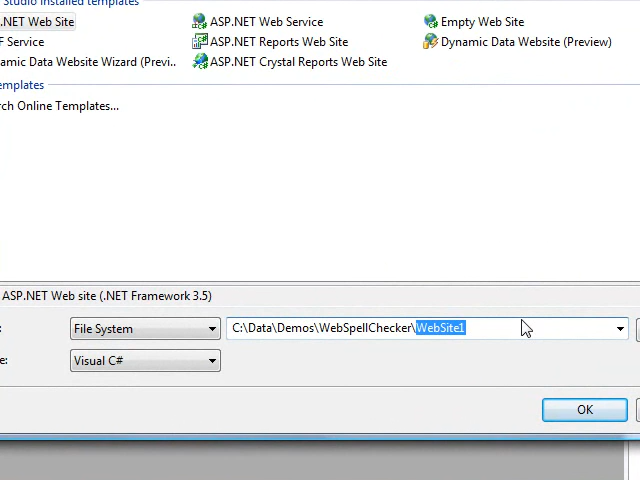 Studio installed templates
.NET Web Site ASP.NET Web Service Empty Web Site
F Service ASP.NET Reports Web Site Dynamic Data Website (Preview)
amic Data Website Wizard (Previ... ASP.NET Crystal Reports Web Site
emplates
rch Online Templates...
ASP.NET Web site (.NET Framework 3.5)
: File System C:\Data\Demos\WebSpellChecker\WebSite1
e: Visual C#
OK